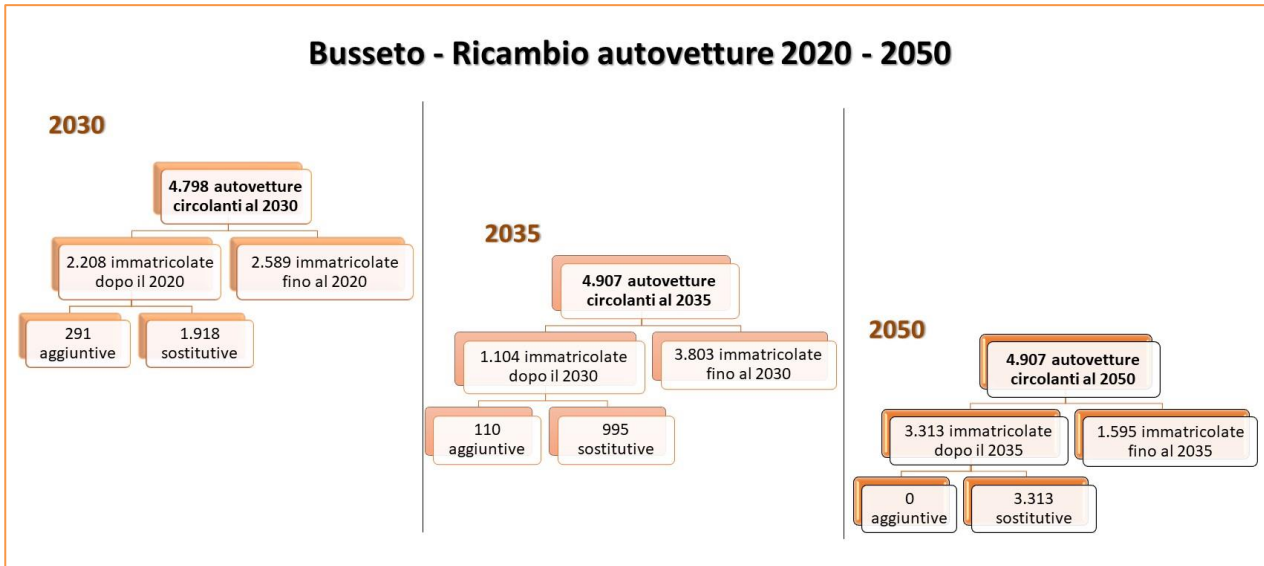 Busseto - Ricambio autovetture 2020 - 2050
2030
4.798 autovetture
circolanti al 2030
2.208 immatricolate
dopo il 2020
2.589 immatricolate
fino al 2020
291
aggiuntive
1.918
sostitutive
2035
4.907 autovetture
circolanti al 2035
1.104 immatricolate
dopo il 2030
3.803 immatricolate
fino al 2030
110
aggiuntive
995
sostitutive
2050
4.907 autovetture
circolanti al 2050
3.313 immatricolate
dopo il 2035
1.595 immatricolate
fino al 2035
0
aggiuntive
3.313
sostitutive